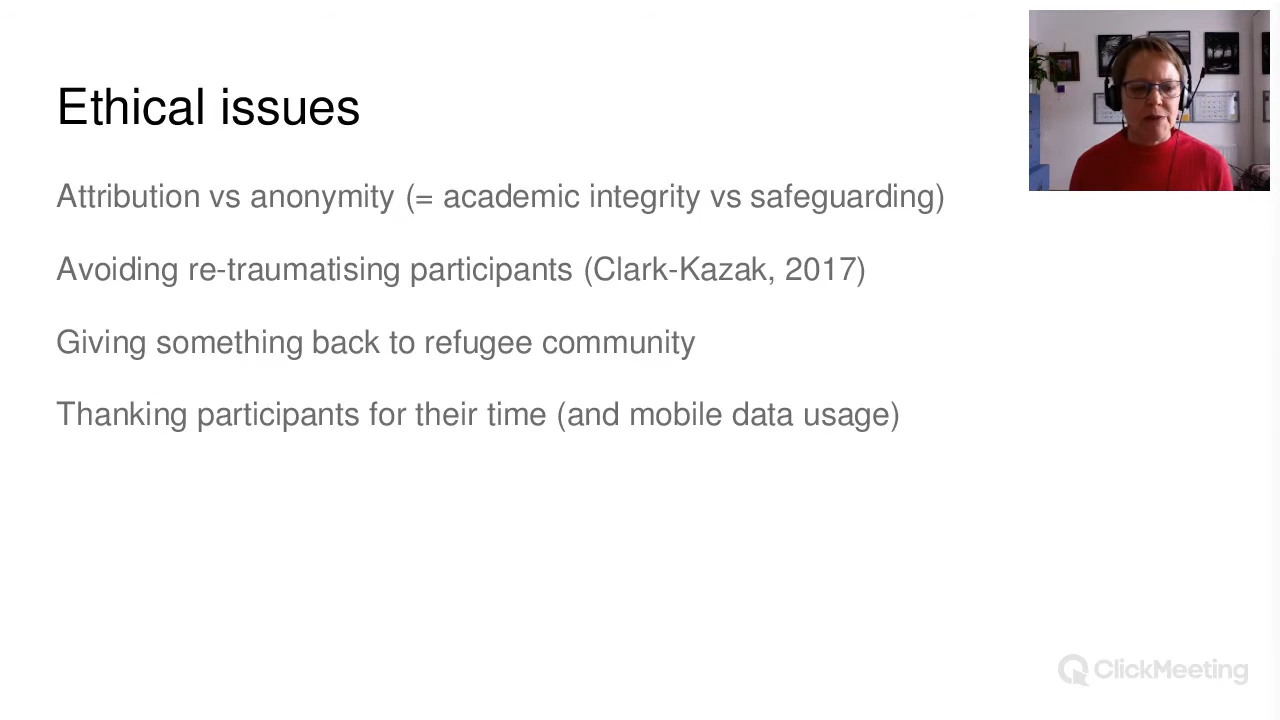 Ethical issues
Attribution vs anonymity (= academic integrity vs safeguarding)
Avoiding re-traumatising participants (Clark-Kazak, 2017)
Giving something back to refugee community
Thanking participants for their time (and mobile data usage)
ClickMeeting